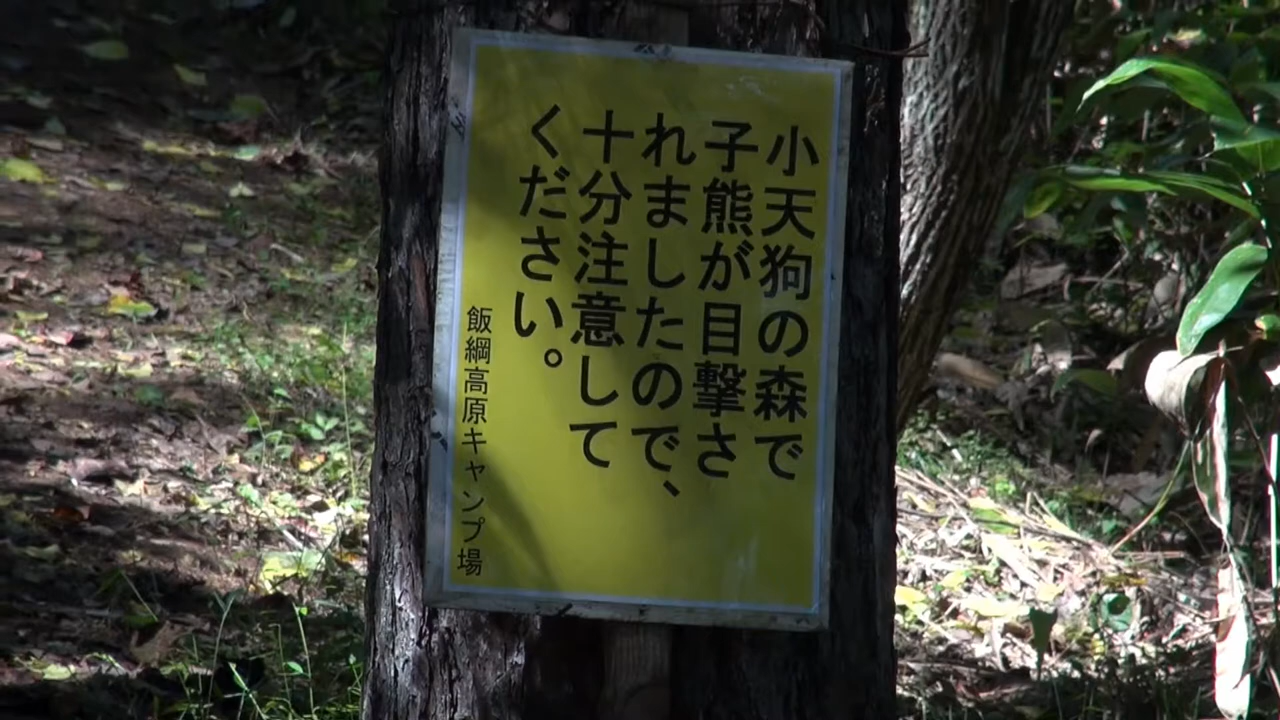 小天狗の森で
子熊が目撃さ
れましたので、
十分注意して
ください。
飯綱高原キャンプ場